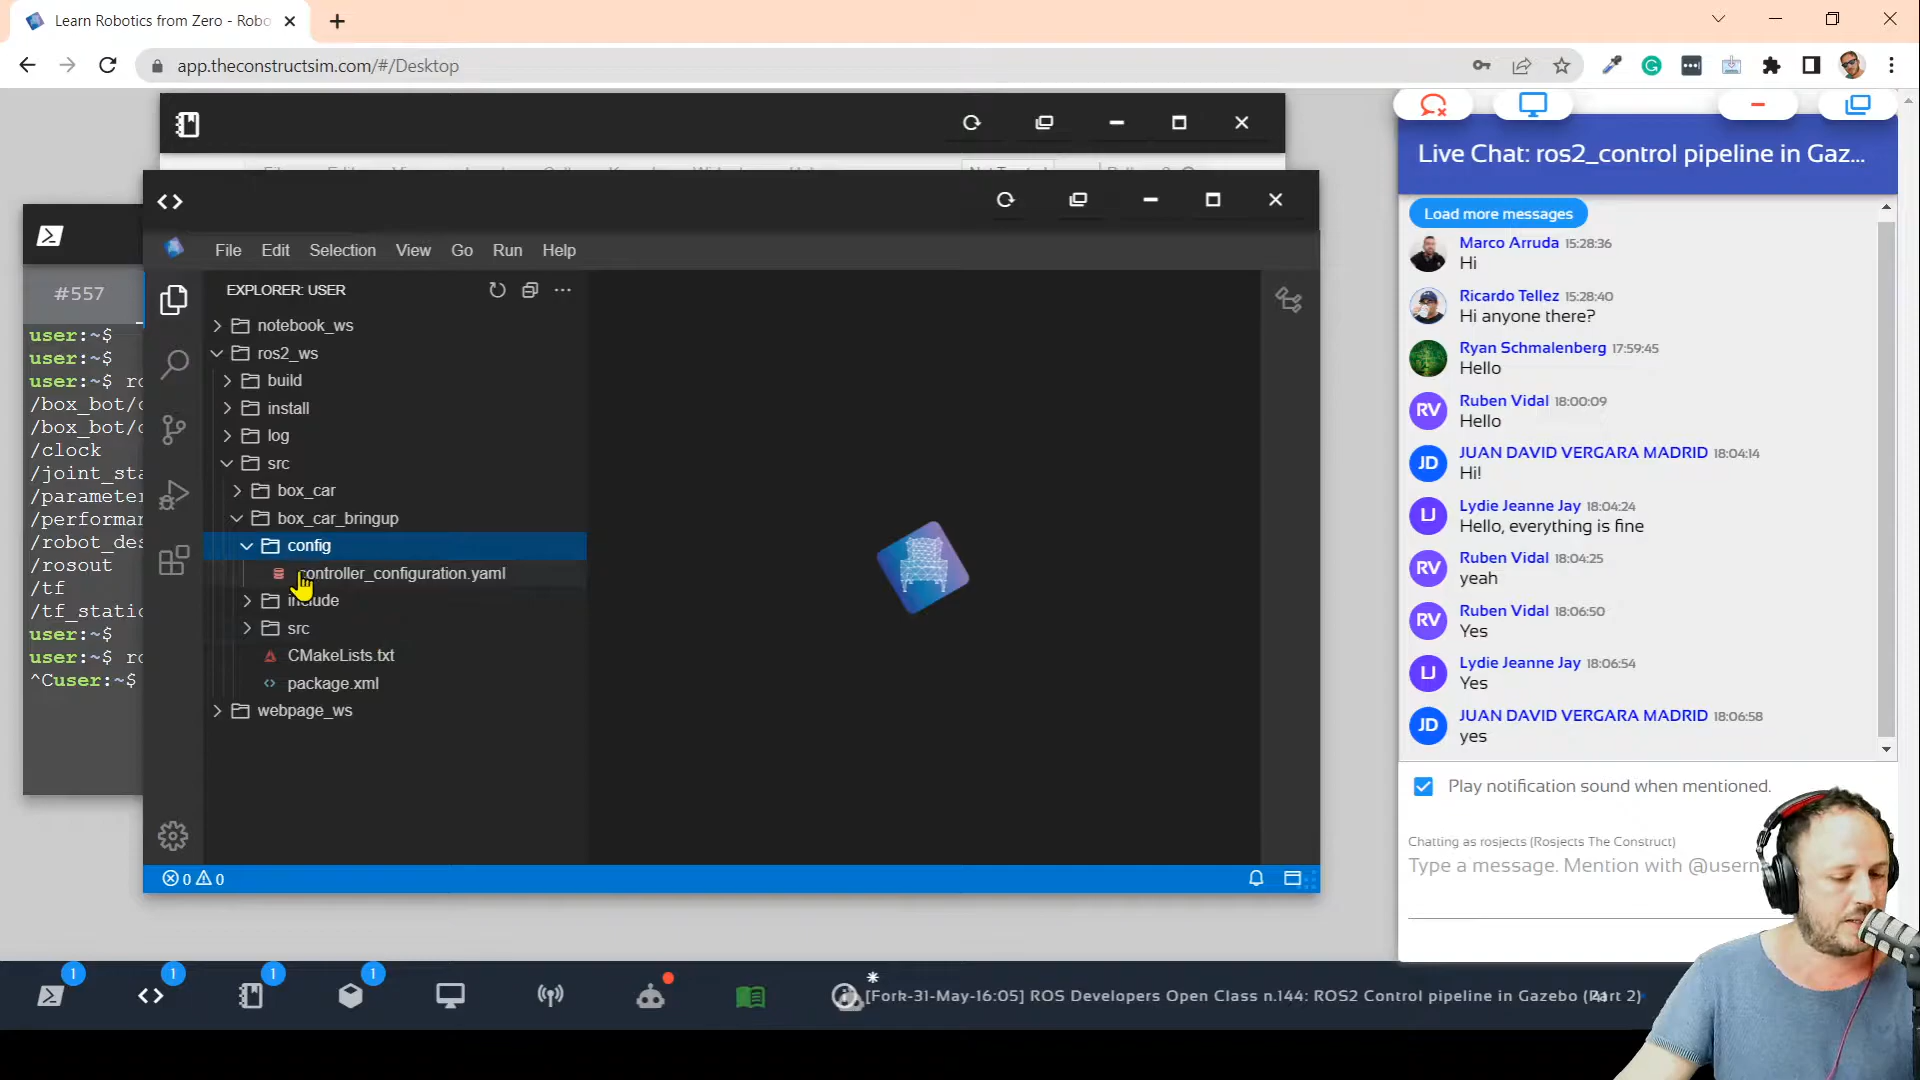 Learn Robotics from Zero - Robo
app.theconstructsim.com/#/Desktop
#557
user:~$
user:~$
user:~$ ro
/box_bot/c
/box_bot/c
/clock
/joint_sta
/parameter
/performan
/robot_des
/rosout
/tf
/tf_static
user:~$
user:~$ ro
^Cuser:~$
File Edit Selection View Go Run Help
EXPLORER: USER
notebook_ws
ros2_ws
build
install
log
src
box_car
box_car_bringup
config
controller_configuration.yaml
include
src
CMakeLists.txt
package.xml
webpage_ws
0 0
Live Chat: ros2_control pipeline in Gaz...
Load more messages
Marco Arruda 15:28:36
Hi
Ricardo Tellez 15:28:40
Hi anyone there?
Ryan Schmalenberg 17:59:45
Hello
RV Ruben Vidal 18:00:09
Hello
JD JUAN DAVID VERGARA MADRID 18:04:14
Hi!
LJ Lydie Jeanne Jay 18:04:24
Hello, everything is fine
RV Ruben Vidal 18:04:25
yeah
RV Ruben Vidal 18:06:50
Yes
LJ Lydie Jeanne Jay 18:06:54
Yes
JD JUAN DAVID VERGARA MADRID 18:06:58
yes
Play notification sound when mentioned.
Chatting as rosjects (Rosjects The Construct)
Type a message. Mention with @usern
1 1 1 1
[Fork-31-May-16:05] ROS Developers Open Class n.144: ROS2 Control pipeline in Gazebo (Part 2)